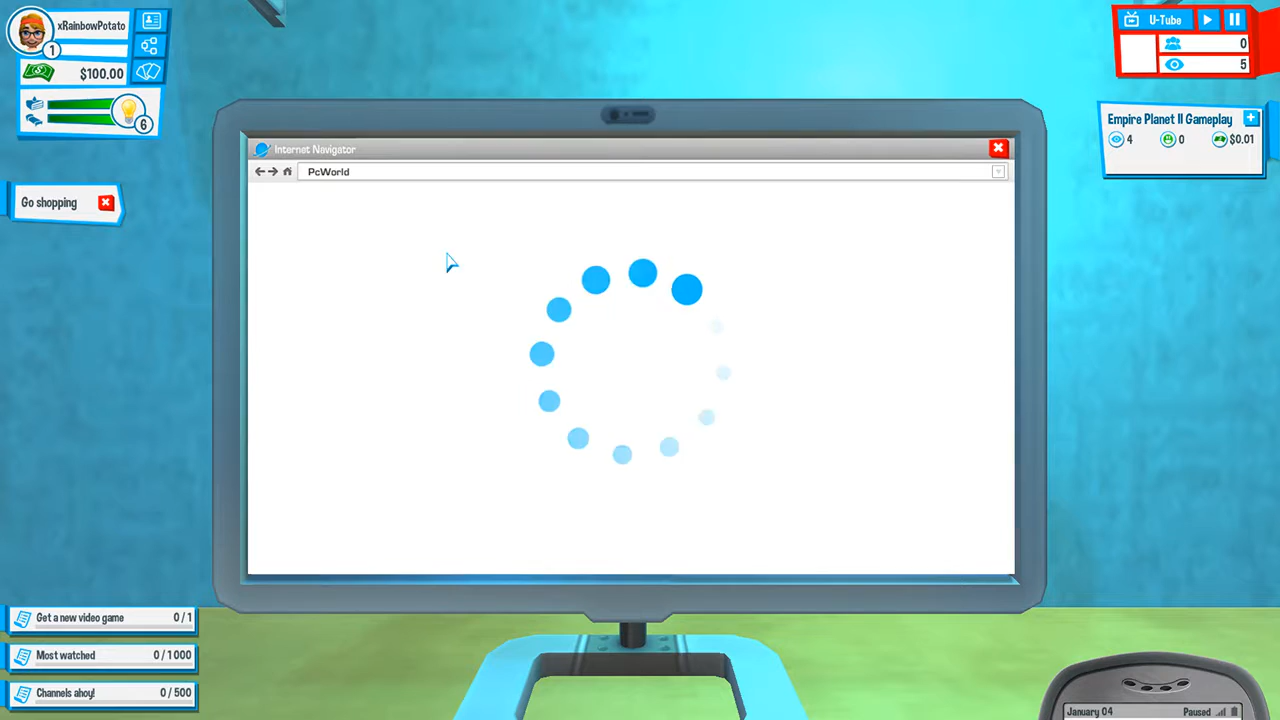 xRainbowPotato
1
$100.00
6
Go shopping
Internet Navigator
PcWorld
U-Tube
0
5
Empire Planet II Gameplay
4
0
$0.01
Get a new video game 0/1
Most watched 0/1000
Channels ahoy! 0/500
January 04 Paused